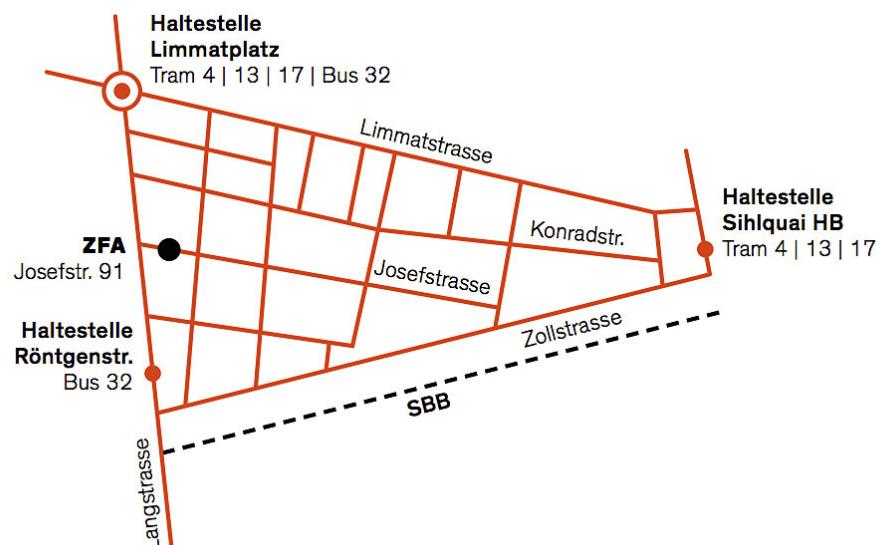 Haltestelle
Limmatplatz
Tram 4 | 13 | 17 | Bus 32
Limmatstrasse
Haltestelle
Sihlquai HB
Tram 4 | 13 | 17
Konradstr.
ZFA
Josefstr. 91
Josefstrasse
Haltestelle
Röntgenstr.
Bus 32
Zollstrasse
SBB
Langstrasse